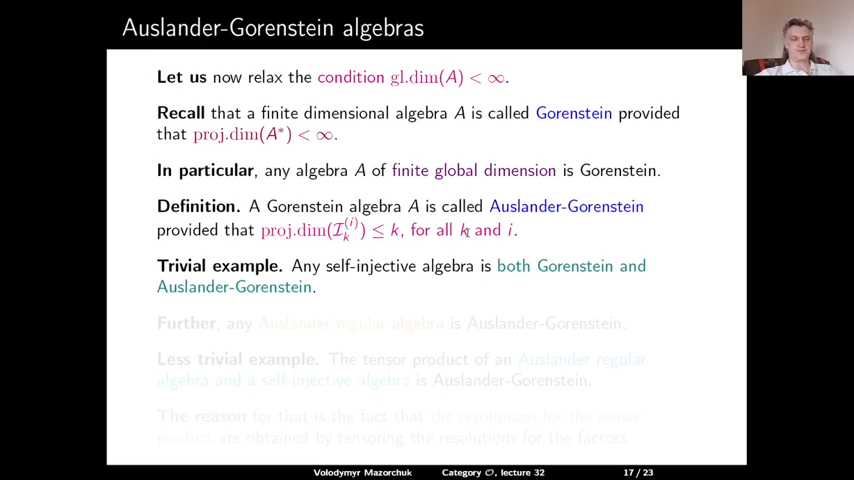 Auslander-Gorenstein algebras
Let us now relax the condition gl.dim(A) < ∞.
Recall that a finite dimensional algebra A is called Gorenstein provided
that proj.dim(A*) < ∞.
In particular, any algebra A of finite global dimension is Gorenstein.
Definition. A Gorenstein algebra A is called Auslander-Gorenstein
provided that proj.dim(𝓘ₖ⁽ⁱ⁾) ≤ k, for all k and i.
Trivial example. Any self-injective algebra is both Gorenstein and
Auslander-Gorenstein.
Further, any Auslander regular algebra is Auslander-Gorenstein.
Less trivial example. The tensor product of an Auslander regular
algebra and a self-injective algebra is Auslander-Gorenstein.
The reason for that is the fact that the resolutions for the tensor
product are obtained by tensoring the resolutions for the factors.
Volodymyr Mazorchuk Category 𝒪, lecture 32 17 / 23